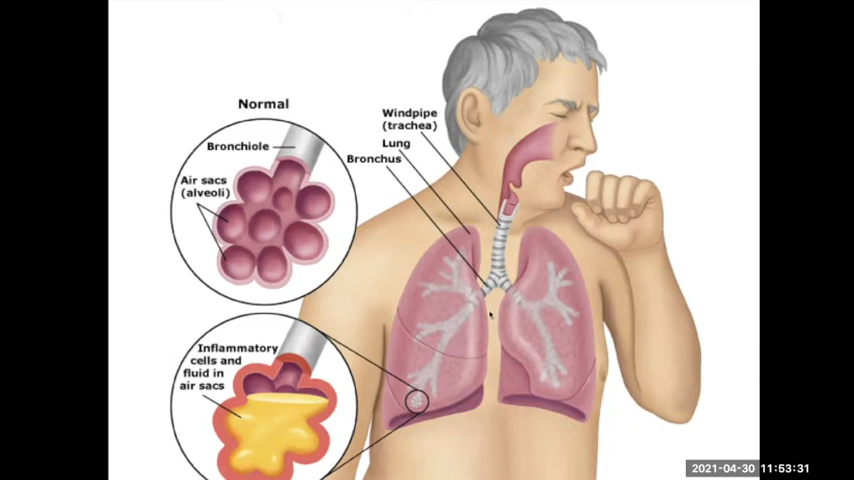 Normal
Bronchiole
Air sacs
(alveoli)
Windpipe
(trachea)
Lung
Bronchus
Inflammatory
cells and
fluid in
air sacs
2021-04-30 11:53:31